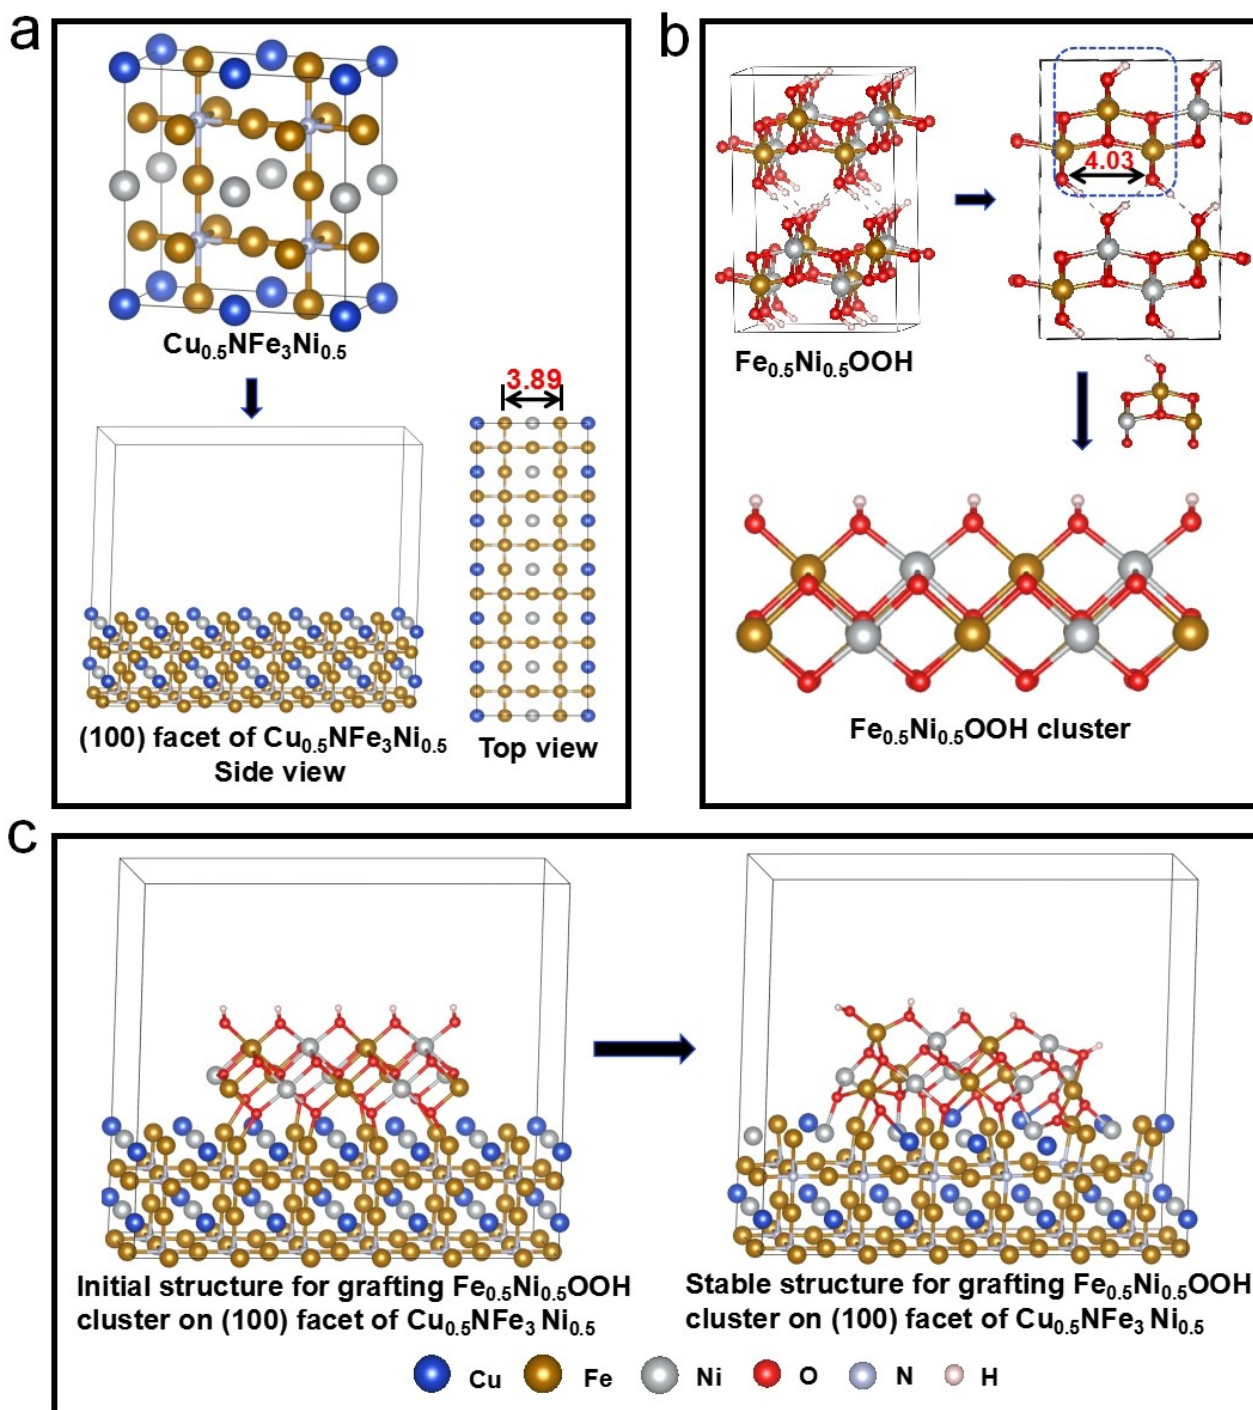 a
b
Cu0.5NFe3Ni0.5
3.89
(100) facet of Cu0.5NFe3Ni0.5
Side view
Top view
4.03
Fe0.5Ni0.5OOH
Fe0.5Ni0.5OOH cluster
c
Initial structure for grafting Fe0.5Ni0.5OOH
cluster on (100) facet of Cu0.5NFe3 Ni0.5
Stable structure for grafting Fe0.5Ni0.5OOH
cluster on (100) facet of Cu0.5NFe3 Ni0.5
Cu Fe Ni O N H